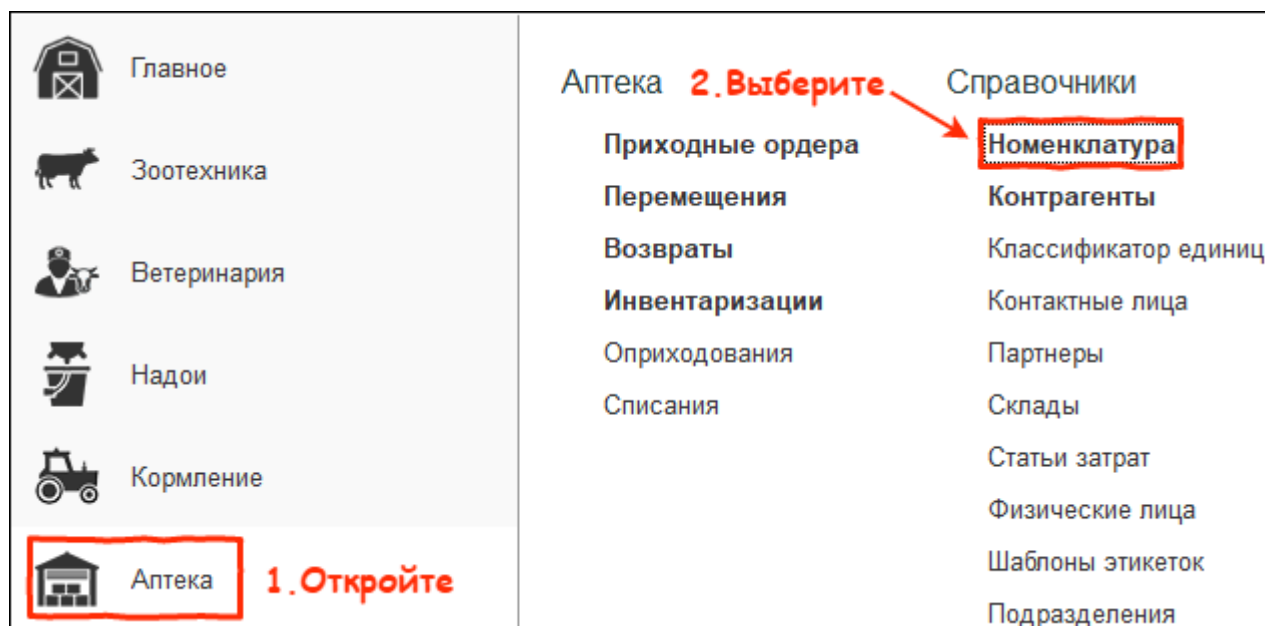 Главное
Зоотехника
Ветеринария
Надои
Кормление
Аптека
1.Откройте
Аптека
2.Выберите
Приходные ордера
Перемещения
Возвраты
Инвентаризации
Оприходования
Списания
Справочники
Номенклатура
Контрагенты
Классификатор единиц
Контактные лица
Партнеры
Склады
Статьи затрат
Физические лица
Шаблоны этикеток
Подразделения